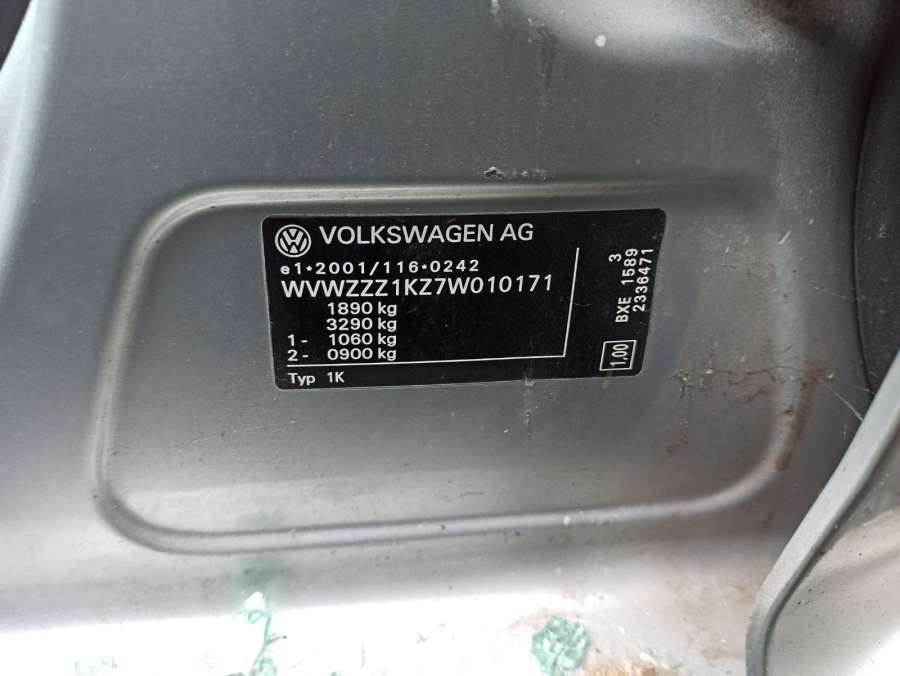 VOLKSWAGEN AG
e1•2001/116•0242
WVWZZZ1KZ7W010171
1890 kg
3290 kg
1- 1060 kg
2- 0900 kg
Typ 1K
3
BXE 1589
2336471
1,00